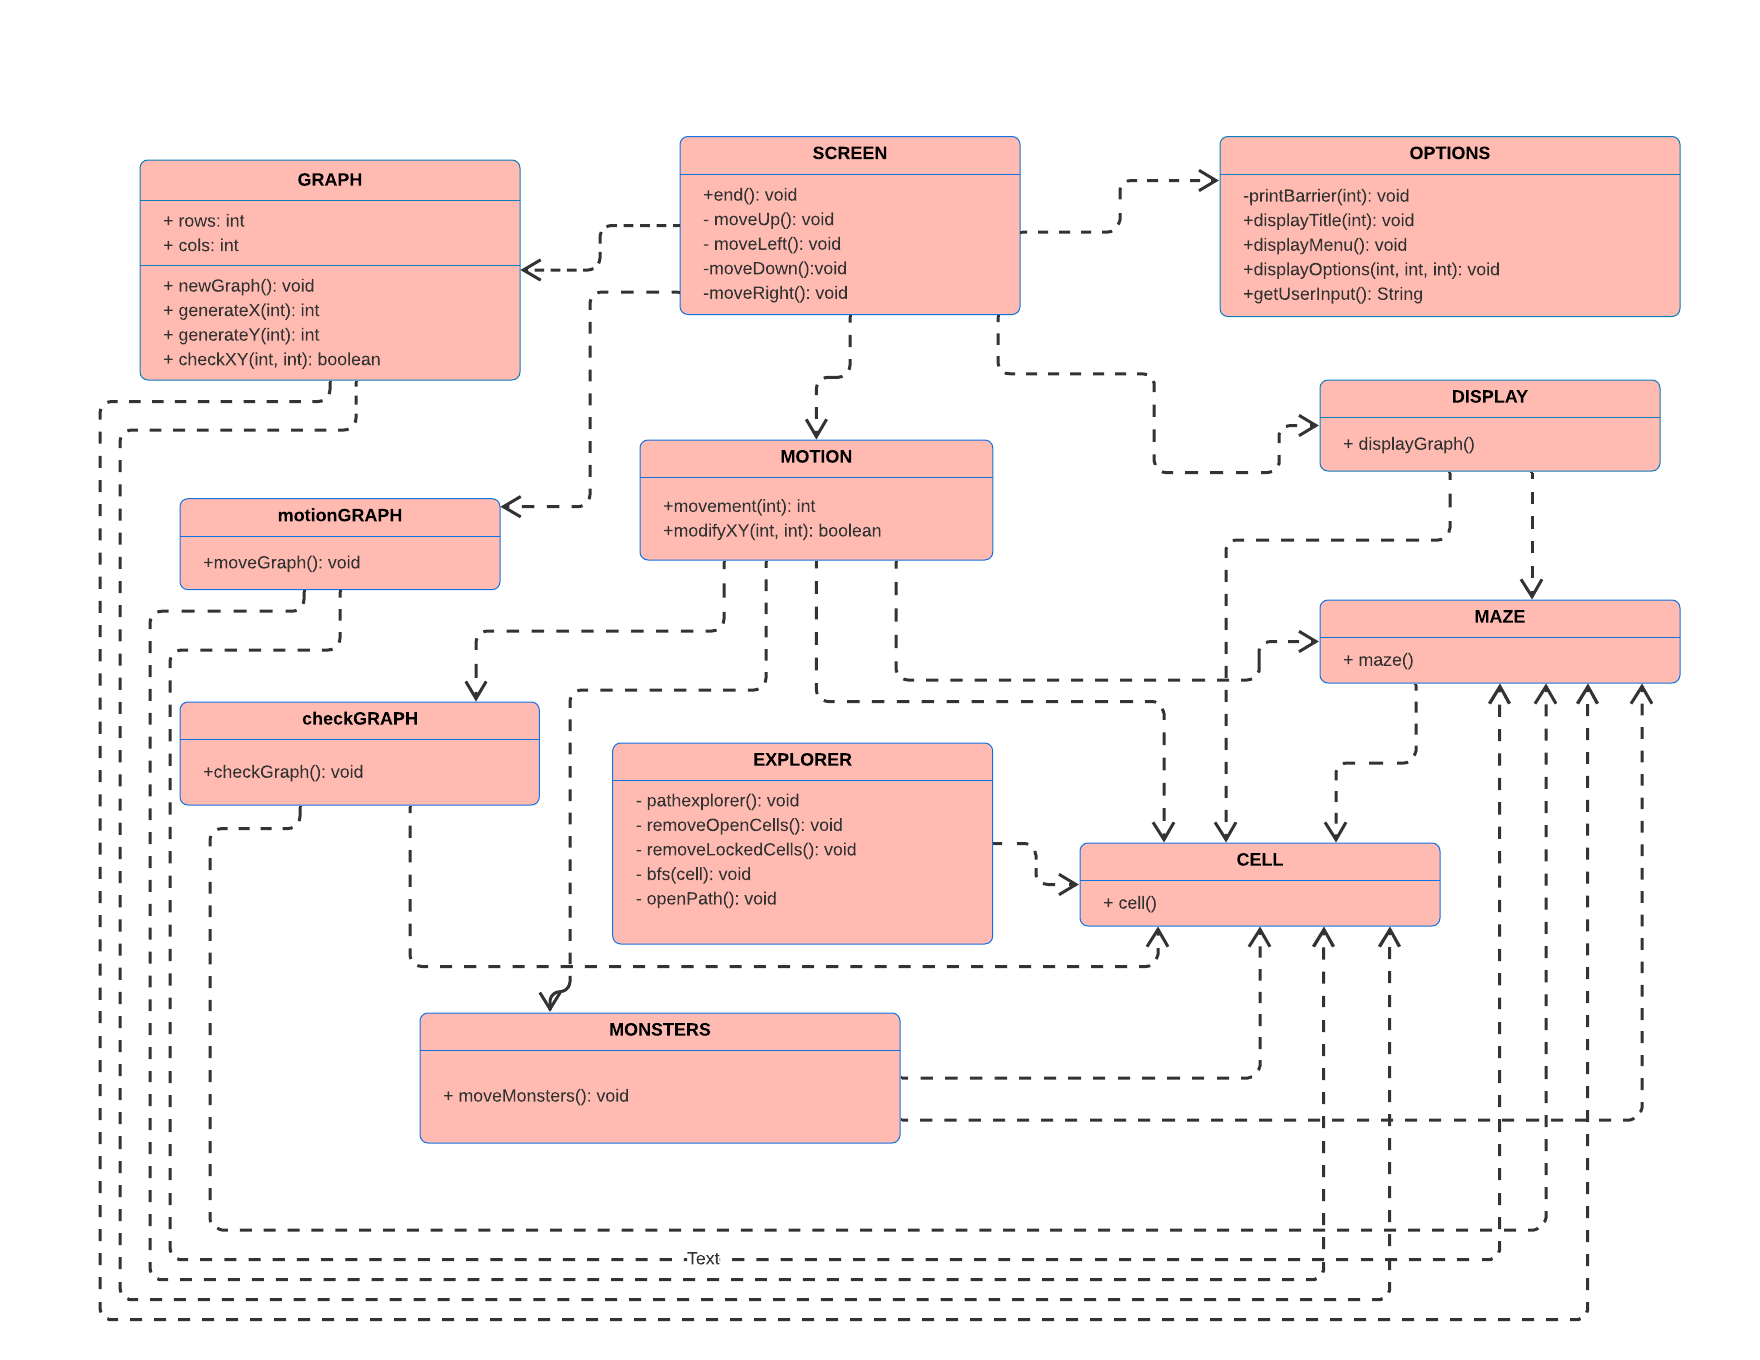 GRAPH
+ rows: int
+ cols: int
+ newGraph(): void
+ generateX(int): int
+ generateY(int): int
+ checkXY(int, int): boolean
SCREEN
+end(): void
- moveUp(): void
- moveLeft(): void
-moveDown():void
-moveRight(): void
OPTIONS
-printBarrier(int): void
+displayTitle(int): void
+displayMenu(): void
+displayOptions(int, int, int): void
+getUserInput(): String
DISPLAY
+ displayGraph()
MOTION
+movement(int): int
+modifyXY(int, int): boolean
motionGRAPH
+moveGraph(): void
MAZE
+ maze()
checkGRAPH
+checkGraph(): void
EXPLORER
- pathexplorer(): void
- removeOpenCells(): void
- removeLockedCells(): void
- bfs(cell): void
- openPath(): void
CELL
+ cell()
MONSTERS
+ moveMonsters(): void
Text